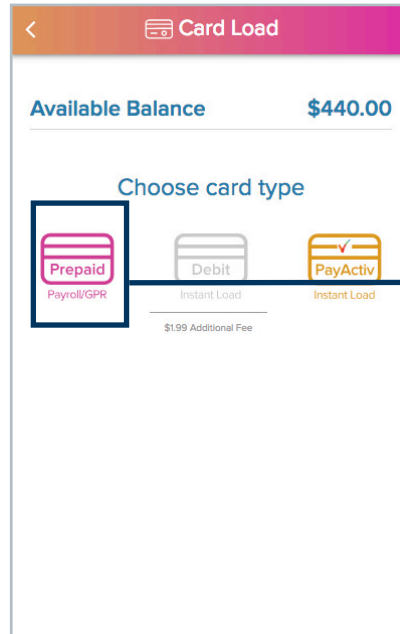 Card Load
Available Balance $440.00
Choose card type
Prepaid Debit PayActiv
Payroll/GPR Instant Load Instant Load
$1.99 Additional Fee